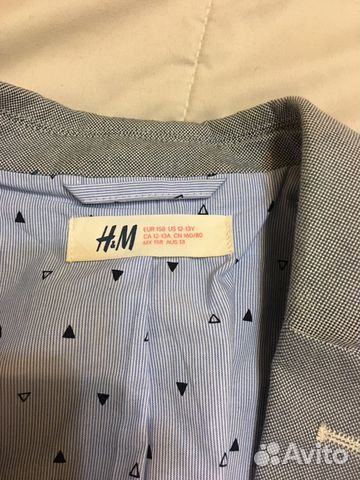 H&M
EUR 158 US 12-13Y
CA 12-13A CN 160/80
MX 158 AUS 13
Avito